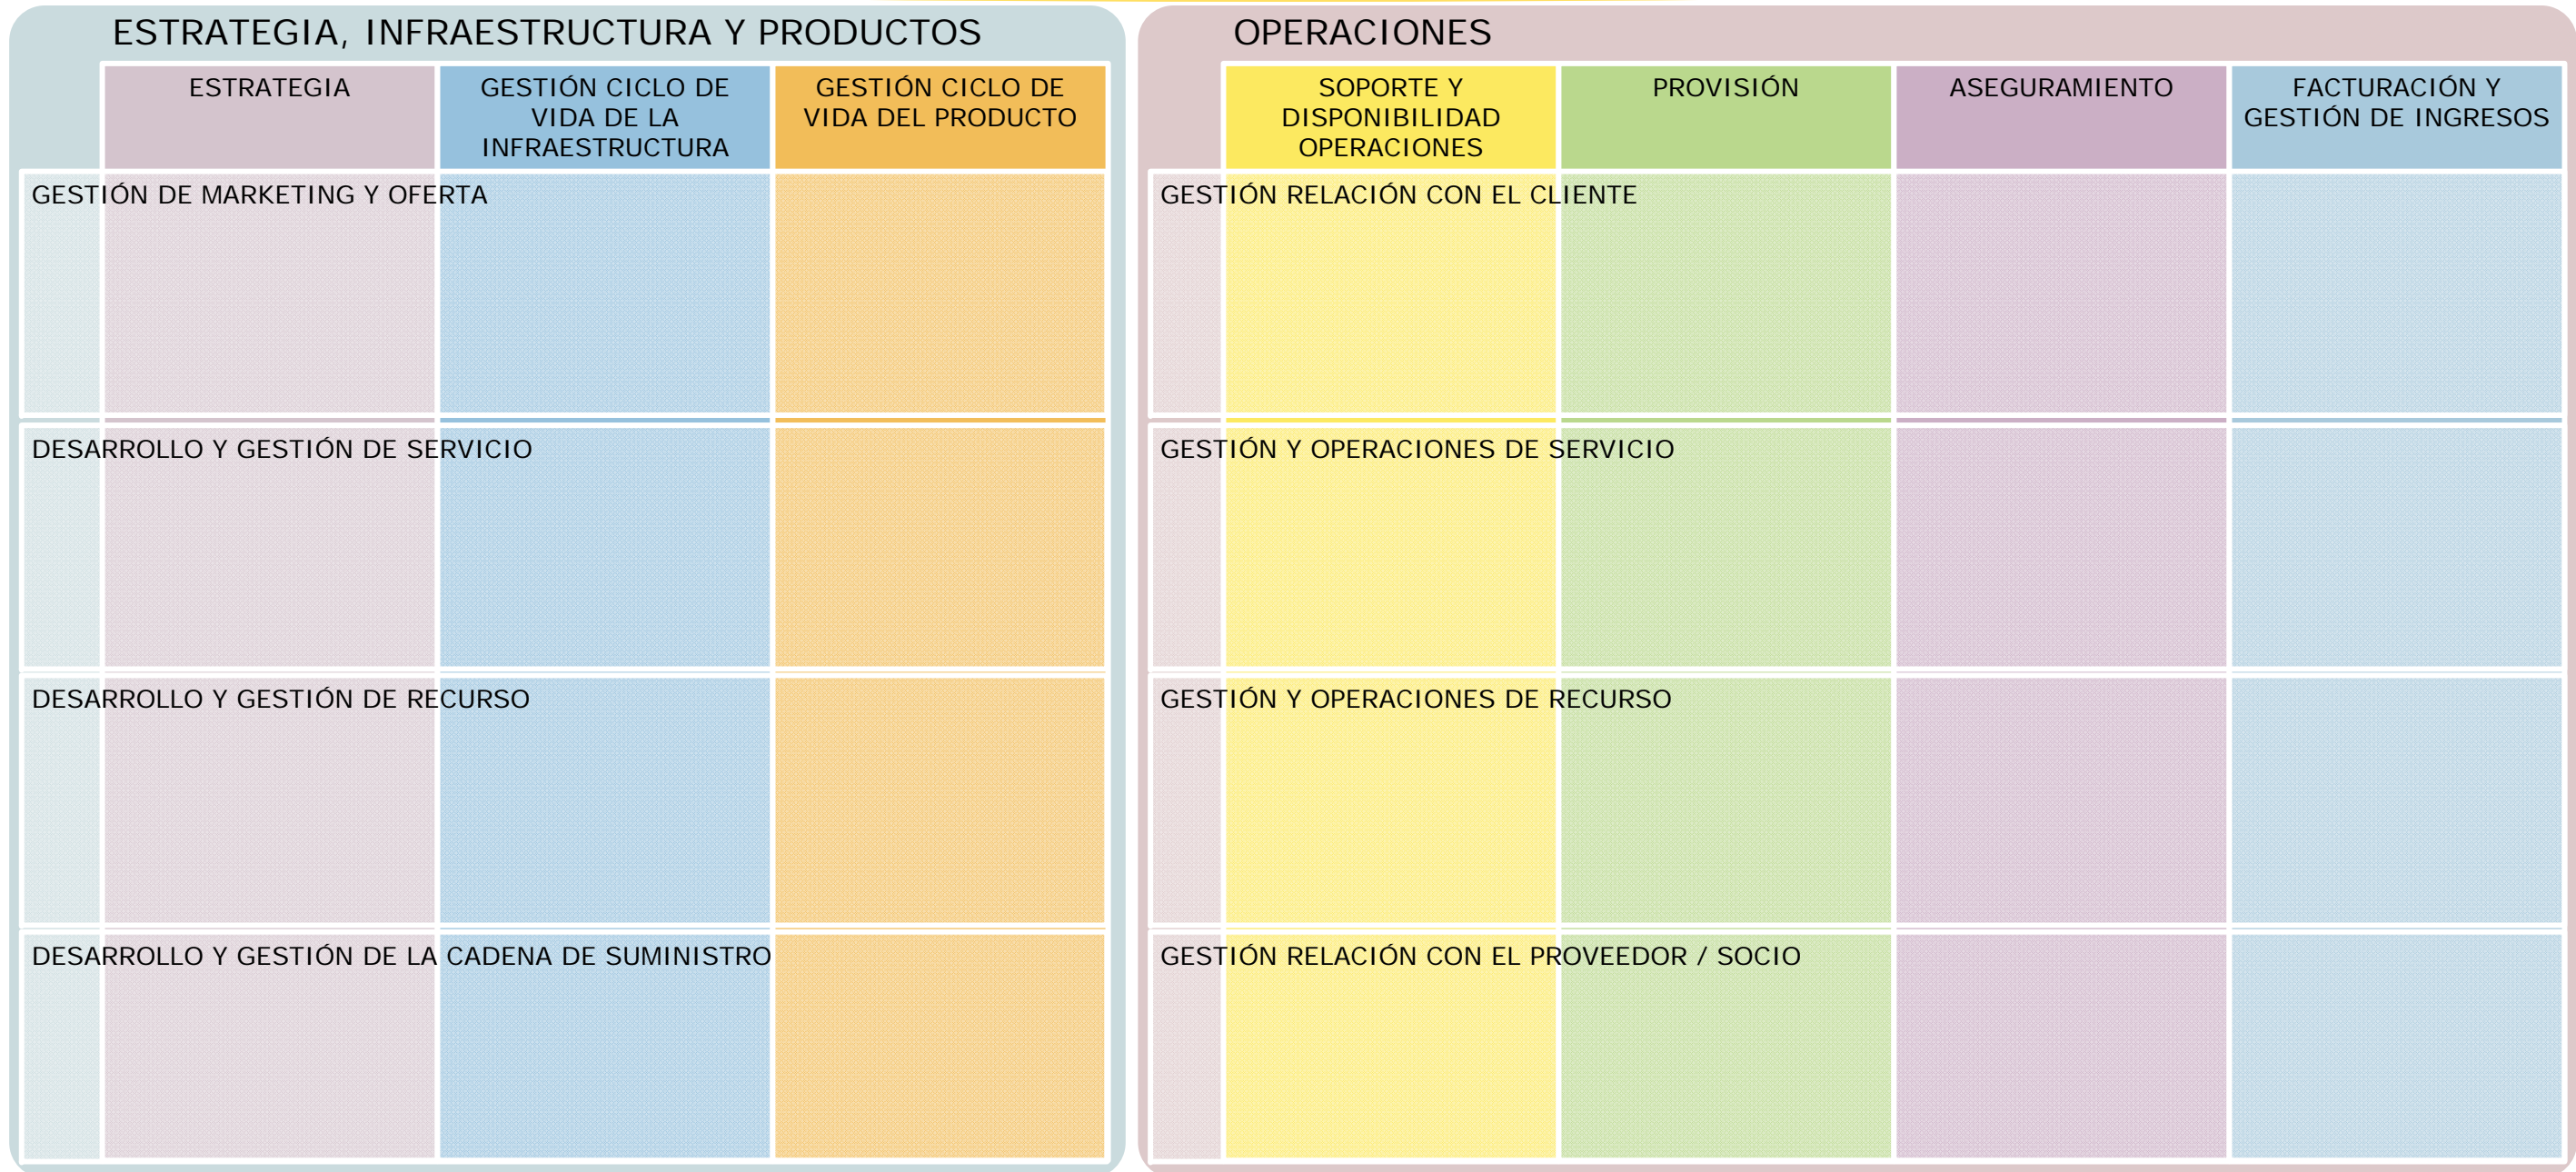 ESTRATEGIA, INFRAESTRUCTURA Y PRODUCTOS
ESTRATEGIA
GESTIÓN CICLO DE
VIDA DE LA
INFRAESTRUCTURA
GESTIÓN CICLO DE
VIDA DEL PRODUCTO
GESTIÓN DE MARKETING Y OFERTA
DESARROLLO Y GESTIÓN DE SERVICIO
DESARROLLO Y GESTIÓN DE RECURSO
DESARROLLO Y GESTIÓN DE LA CADENA DE SUMINISTRO
OPERACIONES
SOPORTE Y
DISPONIBILIDAD
OPERACIONES
PROVISIÓN
ASEGURAMIENTO
FACTURACIÓN Y
GESTIÓN DE INGRESOS
GESTIÓN RELACIÓN CON EL CLIENTE
GESTIÓN Y OPERACIONES DE SERVICIO
GESTIÓN Y OPERACIONES DE RECURSO
GESTIÓN RELACIÓN CON EL PROVEEDOR / SOCIO